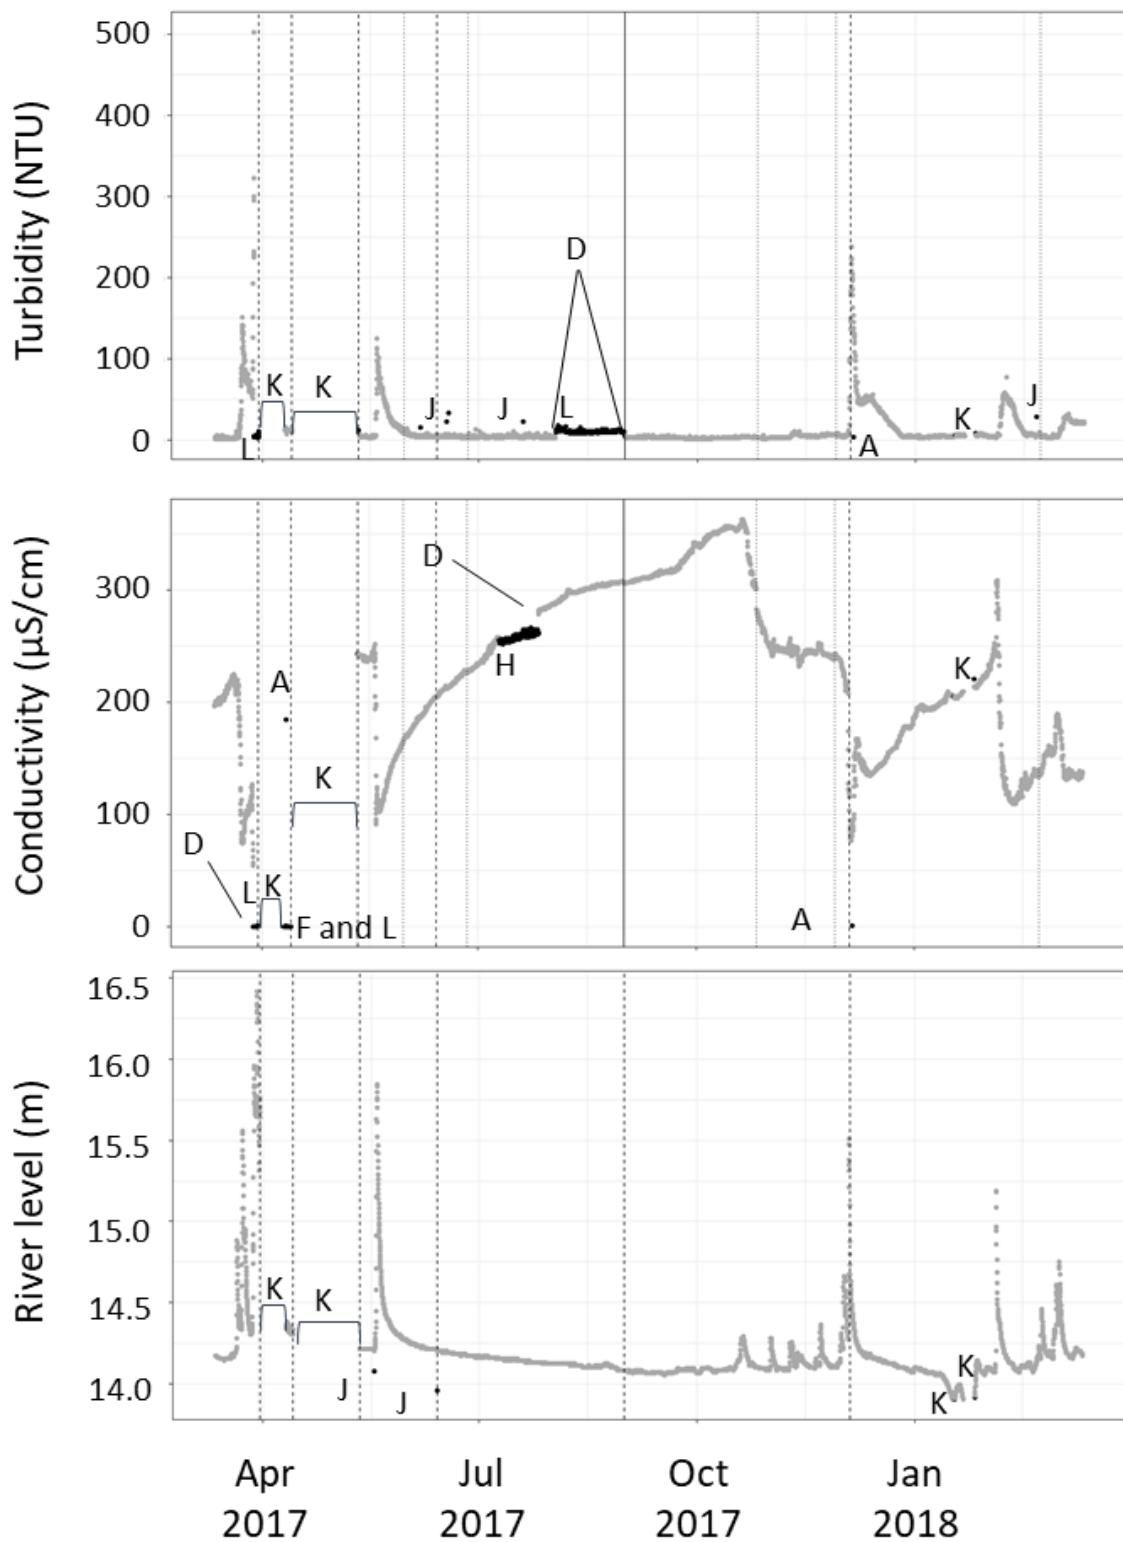 Turbidity (NTU)
500
400
300
200
100
0
D
K
K
J
J
L
J
K
L
A
Conductivity (µS/cm)
300
200
100
0
D
H
A
K
K
D
L
K
F and L
A
River level (m)
16.5
16.0
15.5
15.0
14.5
14.0
K
K
J
J
K
K
Apr
2017
Jul
2017
Oct
2017
Jan
2018